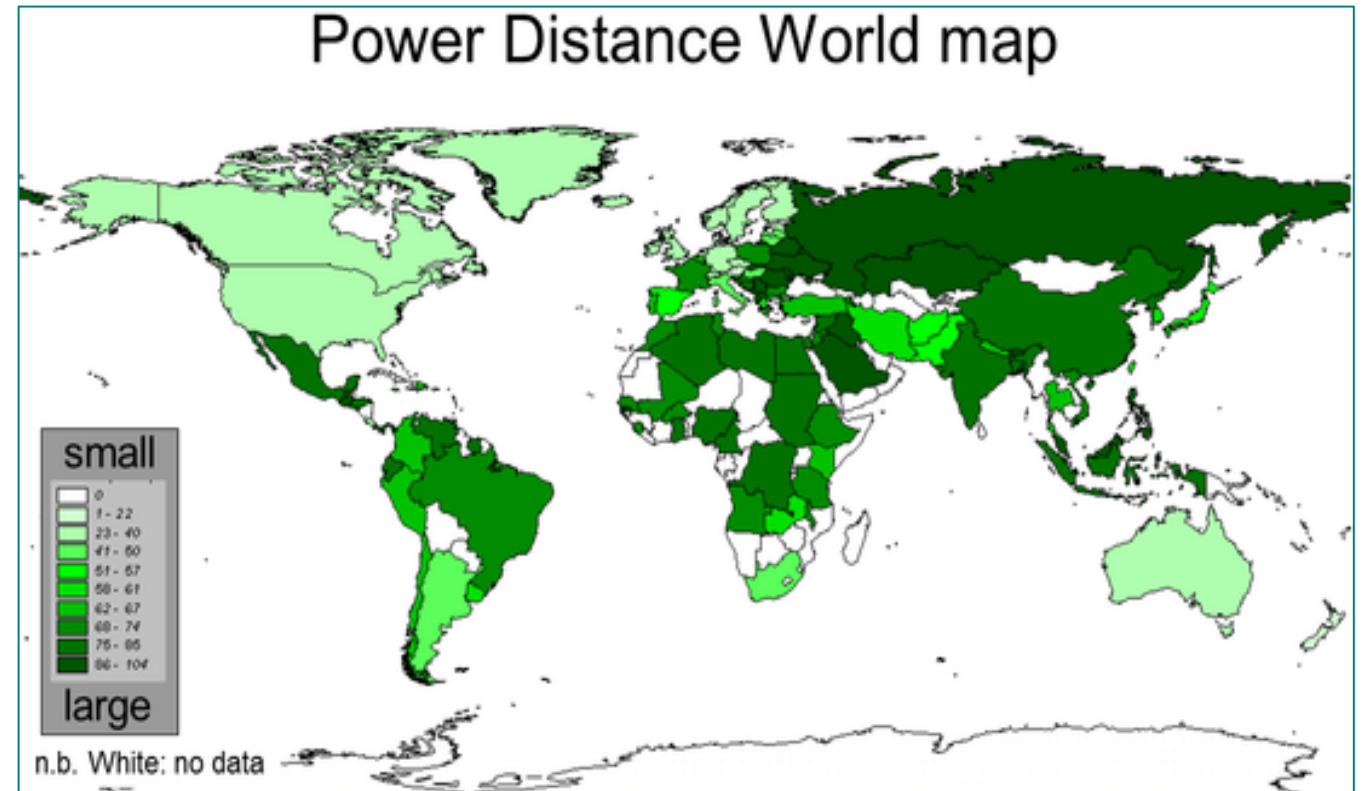 Power Distance World map
small
0
1 - 22
23 - 40
41 - 50
51 - 57
58 - 61
62 - 67
68 - 74
75 - 85
86 - 104
large
n.b. White: no data